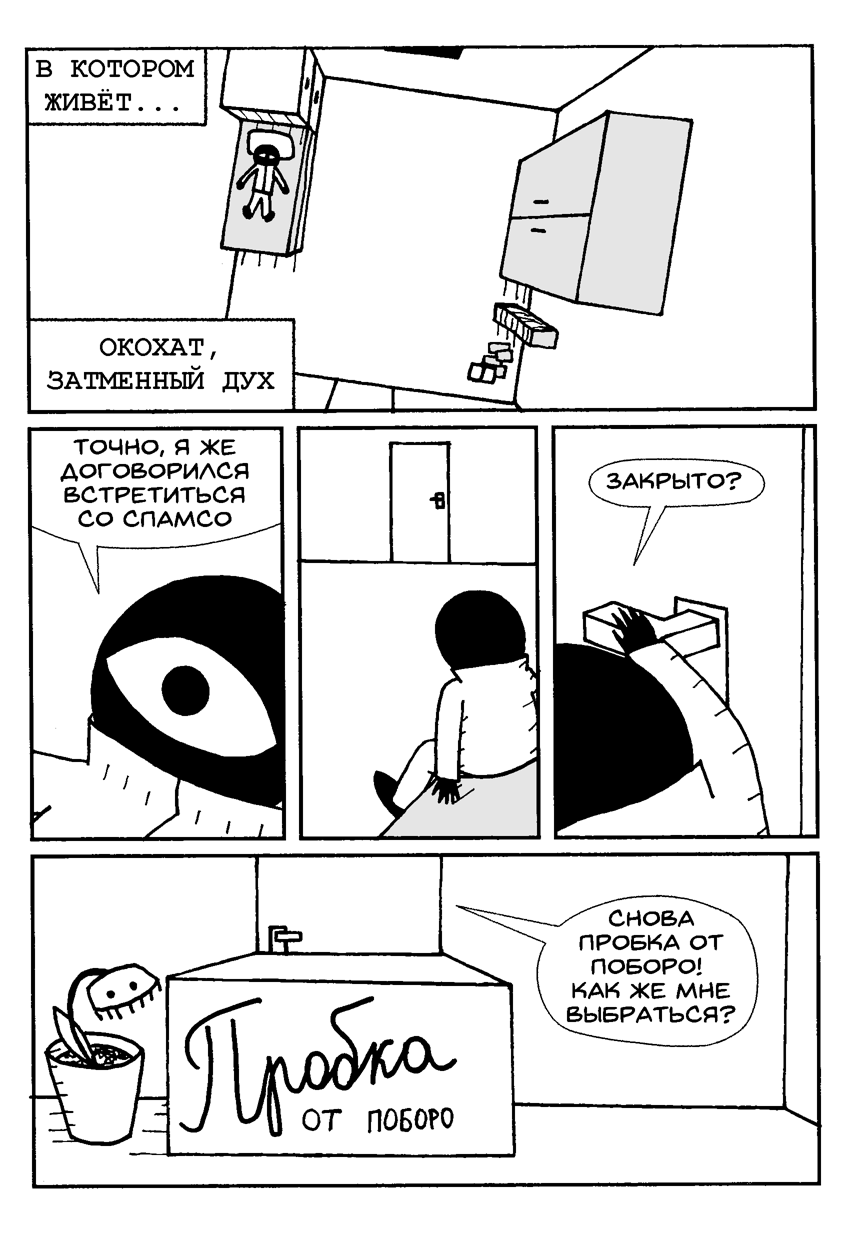 В КОТОРОМ
ЖИВЁТ...
ОКОХАТ,
ЗАТМЕННЫЙ ДУХ
ТОЧНО, Я ЖЕ
ДОГОВОРИЛСЯ
ВСТРЕТИТЬСЯ
СО СПАМСО
ЗАКРЫТО?
СНОВА
ПРОБКА ОТ
ПОБОРО!
КАК ЖЕ МНЕ
ВЫБРАТЬСЯ?
Пробка
ОТ ПОБОРО